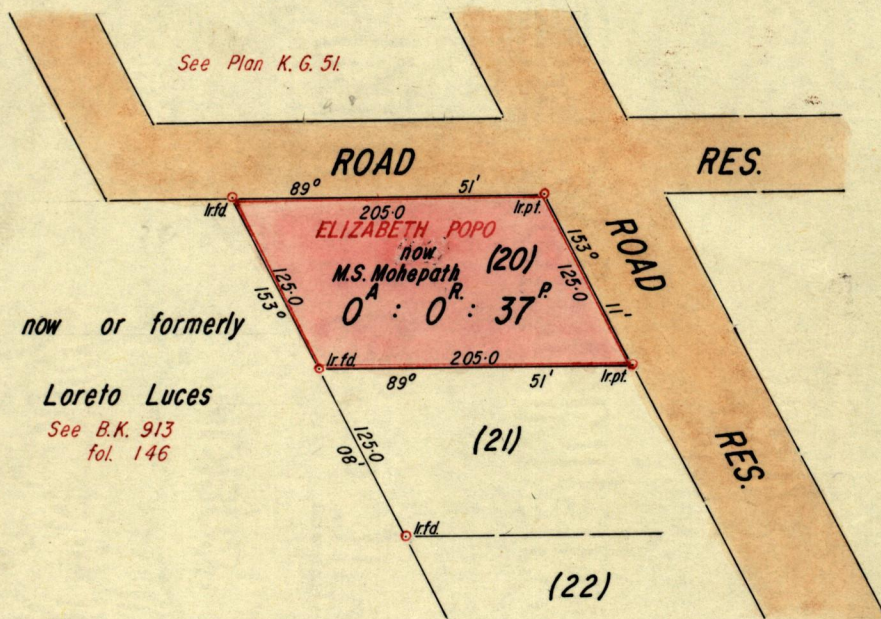 See Plan K.G. 51.
ROAD RES.
89° 51'
Ir.fd. 205·0 Ir.pt.
ELIZABETH POPO
now (20)
M.S. Mohepath
0A. : 0R. : 37P.
125·0
153°
153°
125·0
11'
ROAD
RES.
now or formerly
Loreto Luces
See B.K. 913
fol. 146
Ir.fd. 205·0
89° 51' Ir.pt.
125·0
08'
(21)
Ir.fd.
(22)